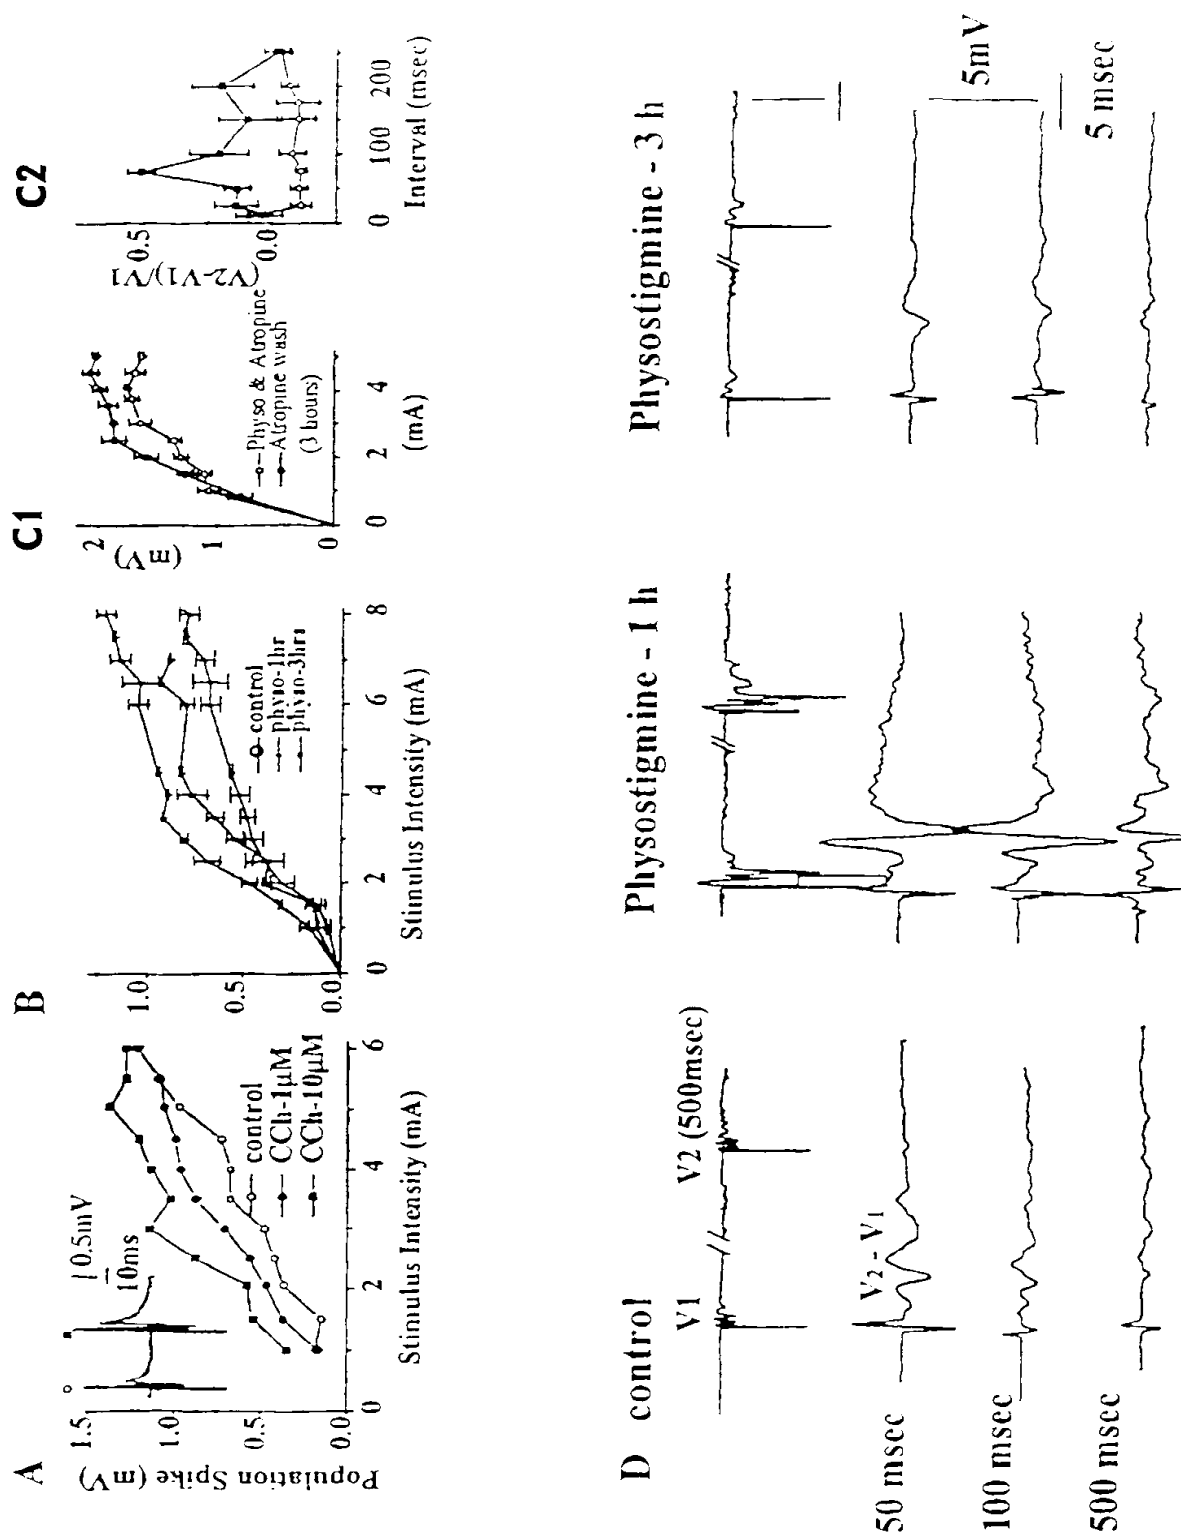 A
Population Spike (mV)
1.5
1.0
0.5
0.0
0
2
4
6
Stimulus Intensity (mA)
0.5mV
10ms
control
CCh-1μM
CCh-10μM
B
1.0
0.5
0.0
0
2
4
6
8
Stimulus Intensity (mA)
control
physo-1hr
physo-3hrs
C1
(mV)
2
1
0
0
2
4
(mA)
Physo & Atropine
Atropine wash
(3 hours)
C2
(V2-V1)/V1
0.5
0.0
0
100
200
Interval (msec)
D control
V1
V2 (500msec)
V2 - V1
50 msec
100 msec
500 msec
Physostigmine - 1 h
Physostigmine - 3 h
5mV
5 msec